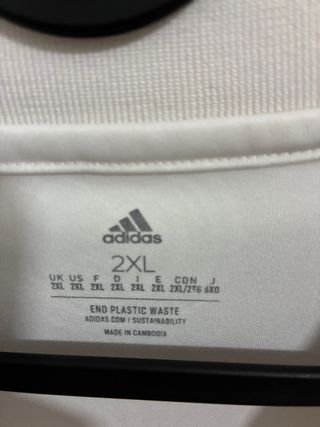 adidas
2XL
UK US F D I E CDN J
2XL 2XL 2XL 2XL 2XL 2XL 2XL/2TG 6XO
END PLASTIC WASTE
ADIDAS.COM / SUSTAINABILITY
MADE IN CAMBODIA